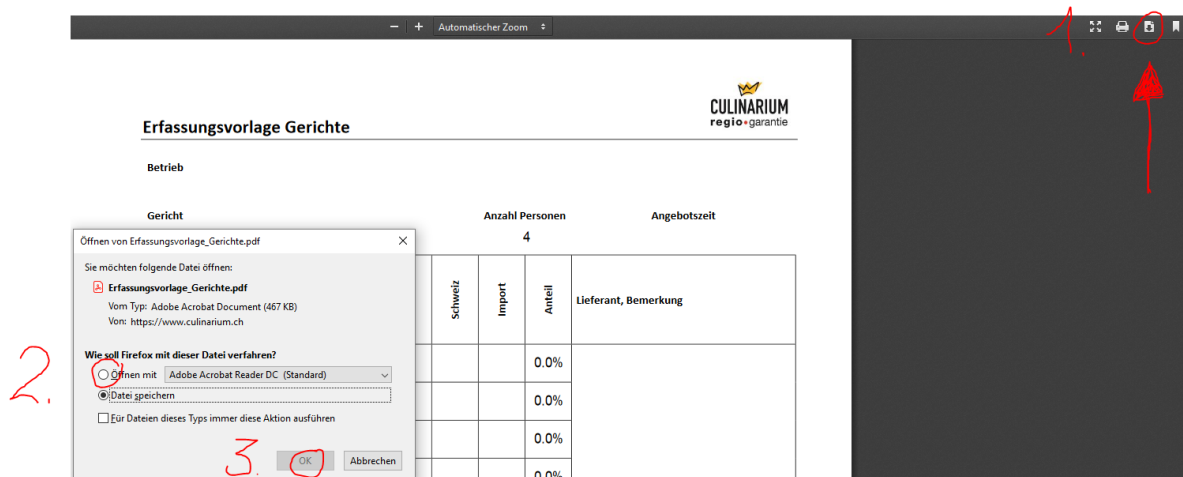 − + Automatischer Zoom
1.
CULINARIUM
regio•garantie
Erfassungsvorlage Gerichte
Betrieb
Gericht Anzahl Personen Angebotszeit
4
Öffnen von Erfassungsvorlage_Gerichte.pdf
Sie möchten folgende Datei öffnen:
Erfassungsvorlage_Gerichte.pdf
Vom Typ: Adobe Acrobat Document (467 KB)
Von: https://www.culinarium.ch
Wie soll Firefox mit dieser Datei verfahren?
2.
Öffnen mit Adobe Acrobat Reader DC (Standard)
Datei speichern
Für Dateien dieses Typs immer diese Aktion ausführen
3.
OK Abbrechen
Schweiz Import Anteil Lieferant, Bemerkung
0.0%
0.0%
0.0%
0.0%